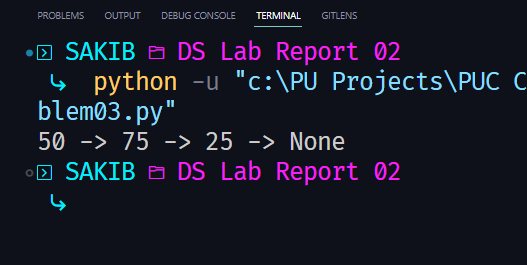 PROBLEMS OUTPUT DEBUG CONSOLE TERMINAL GITLENS
SAKIB DS Lab Report 02
python -u "c:\PU Projects\PUC C
blem03.py"
50 -> 75 -> 25 -> None
SAKIB DS Lab Report 02